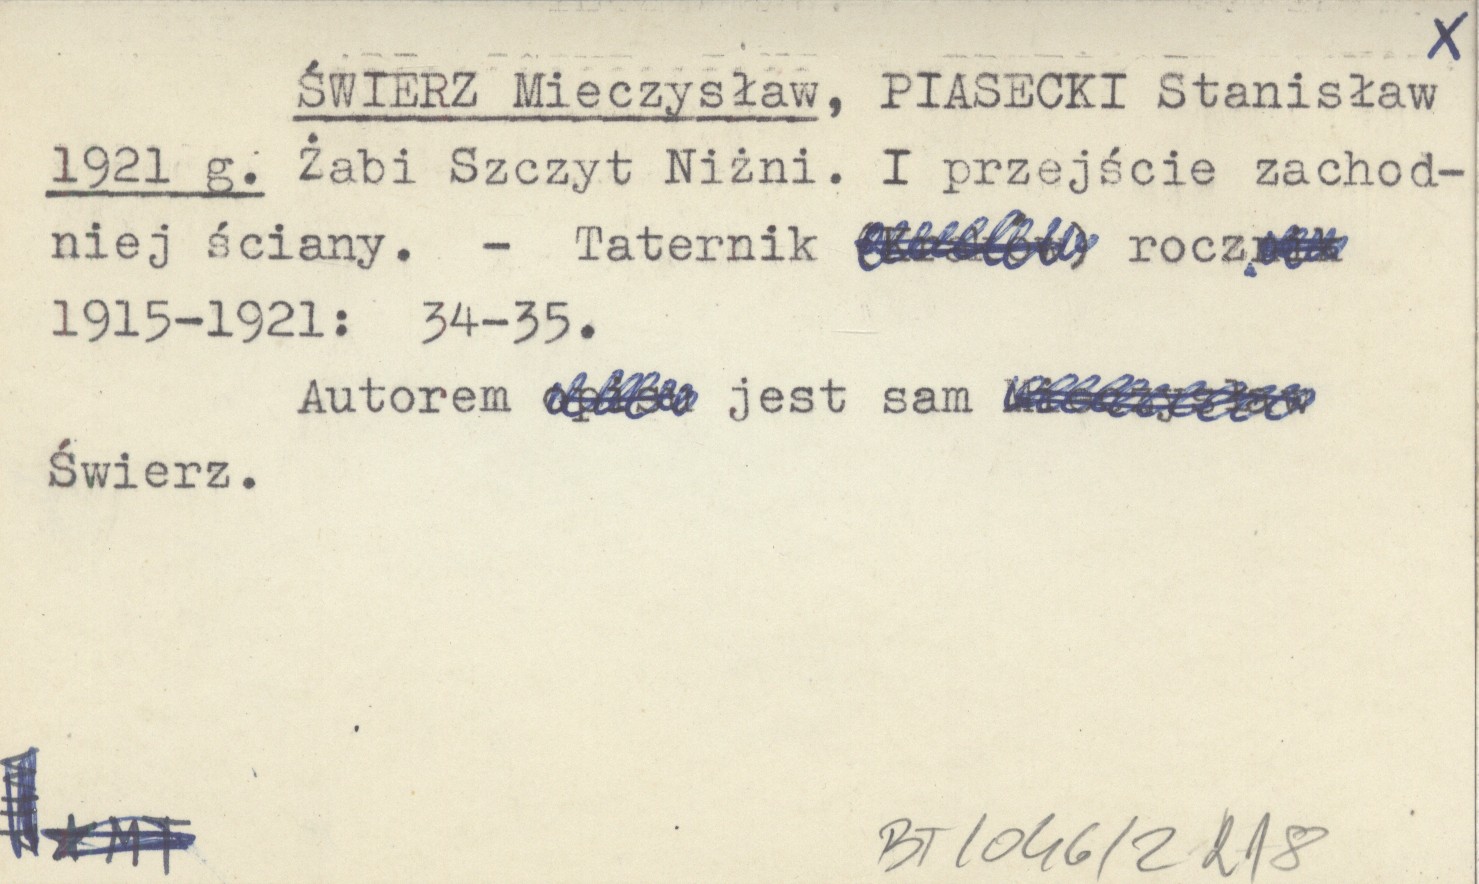 X
ŚWIERZ Mieczysław, PIASECKI Stanisław
1921 g. Żabi Szczyt Niżni. I przejście zachod-
niej ściany. - Taternik rocz.
1915-1921: 34-35.
Autorem jest sam
Świerz.
BT/046/2 218